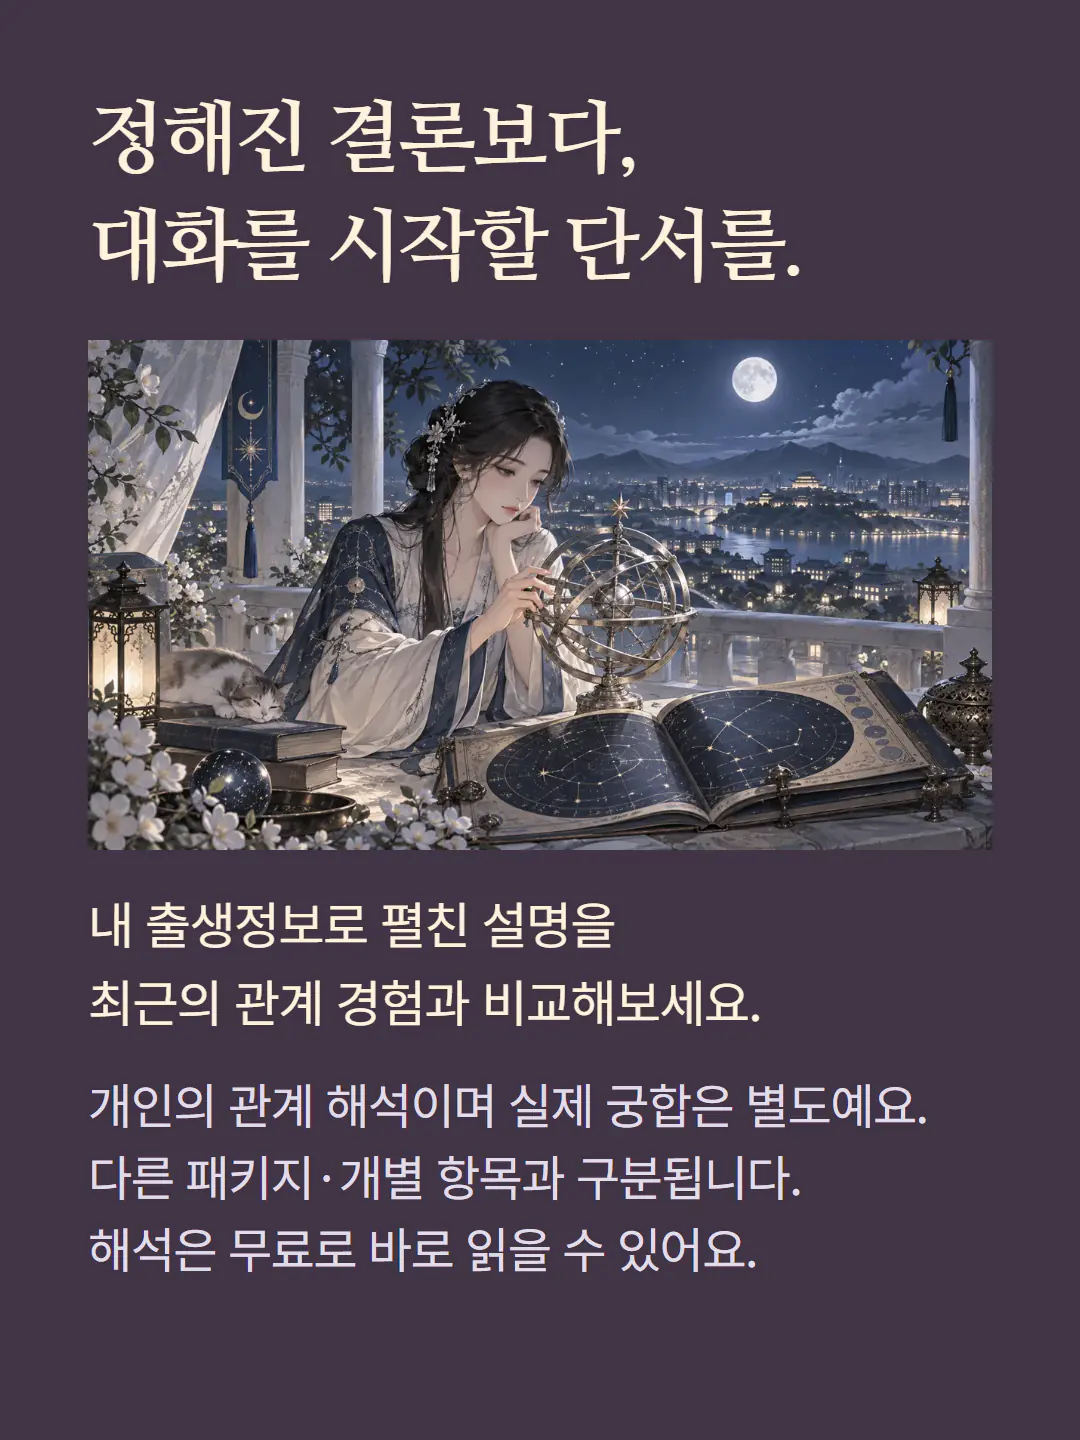 정해진 결론보다,
대화를 시작할 단서를.
내 출생정보로 펼친 설명을
최근의 관계 경험과 비교해보세요.
개인의 관계 해석이며 실제 궁합은 별도예요.
다른 패키지·개별 항목과 구분됩니다.
해석은 무료로 바로 읽을 수 있어요.